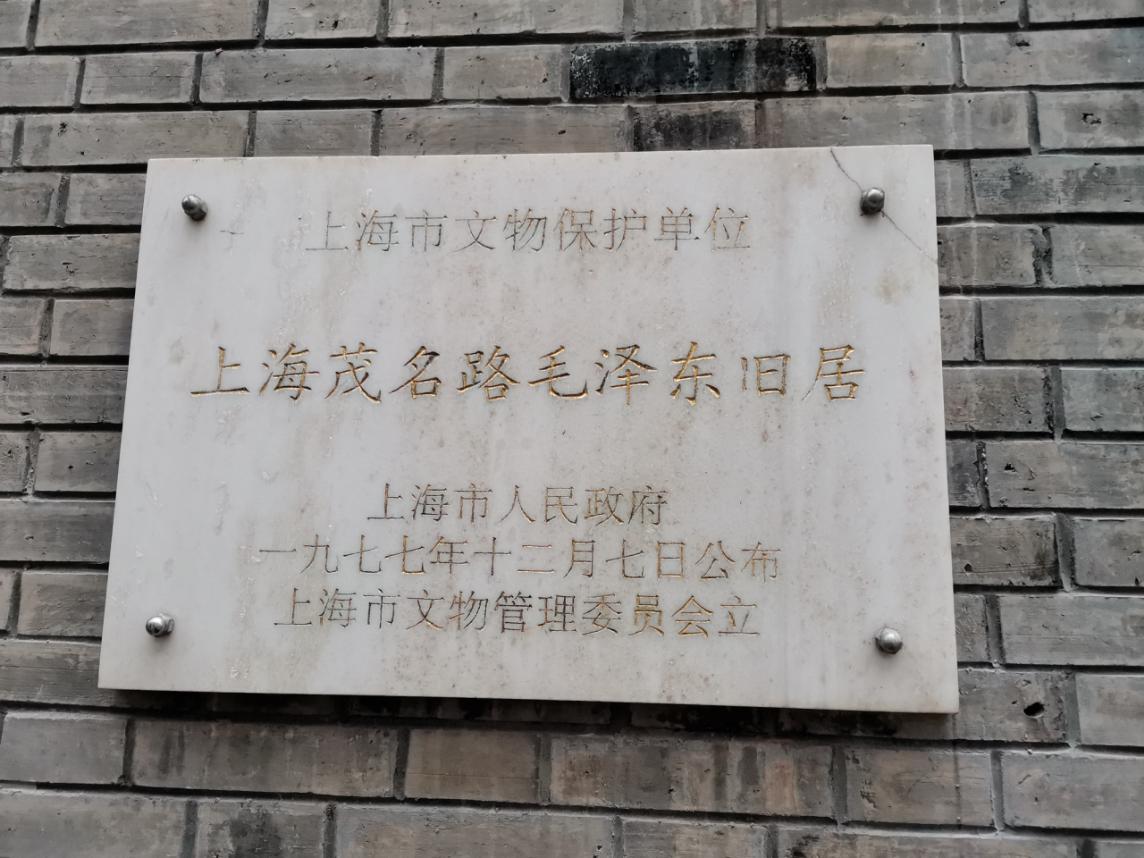 上海市文物保护单位
上海茂名路毛泽东旧居
上海市人民政府
一九七七年十二月七日公布
上海市文物管理委员会立